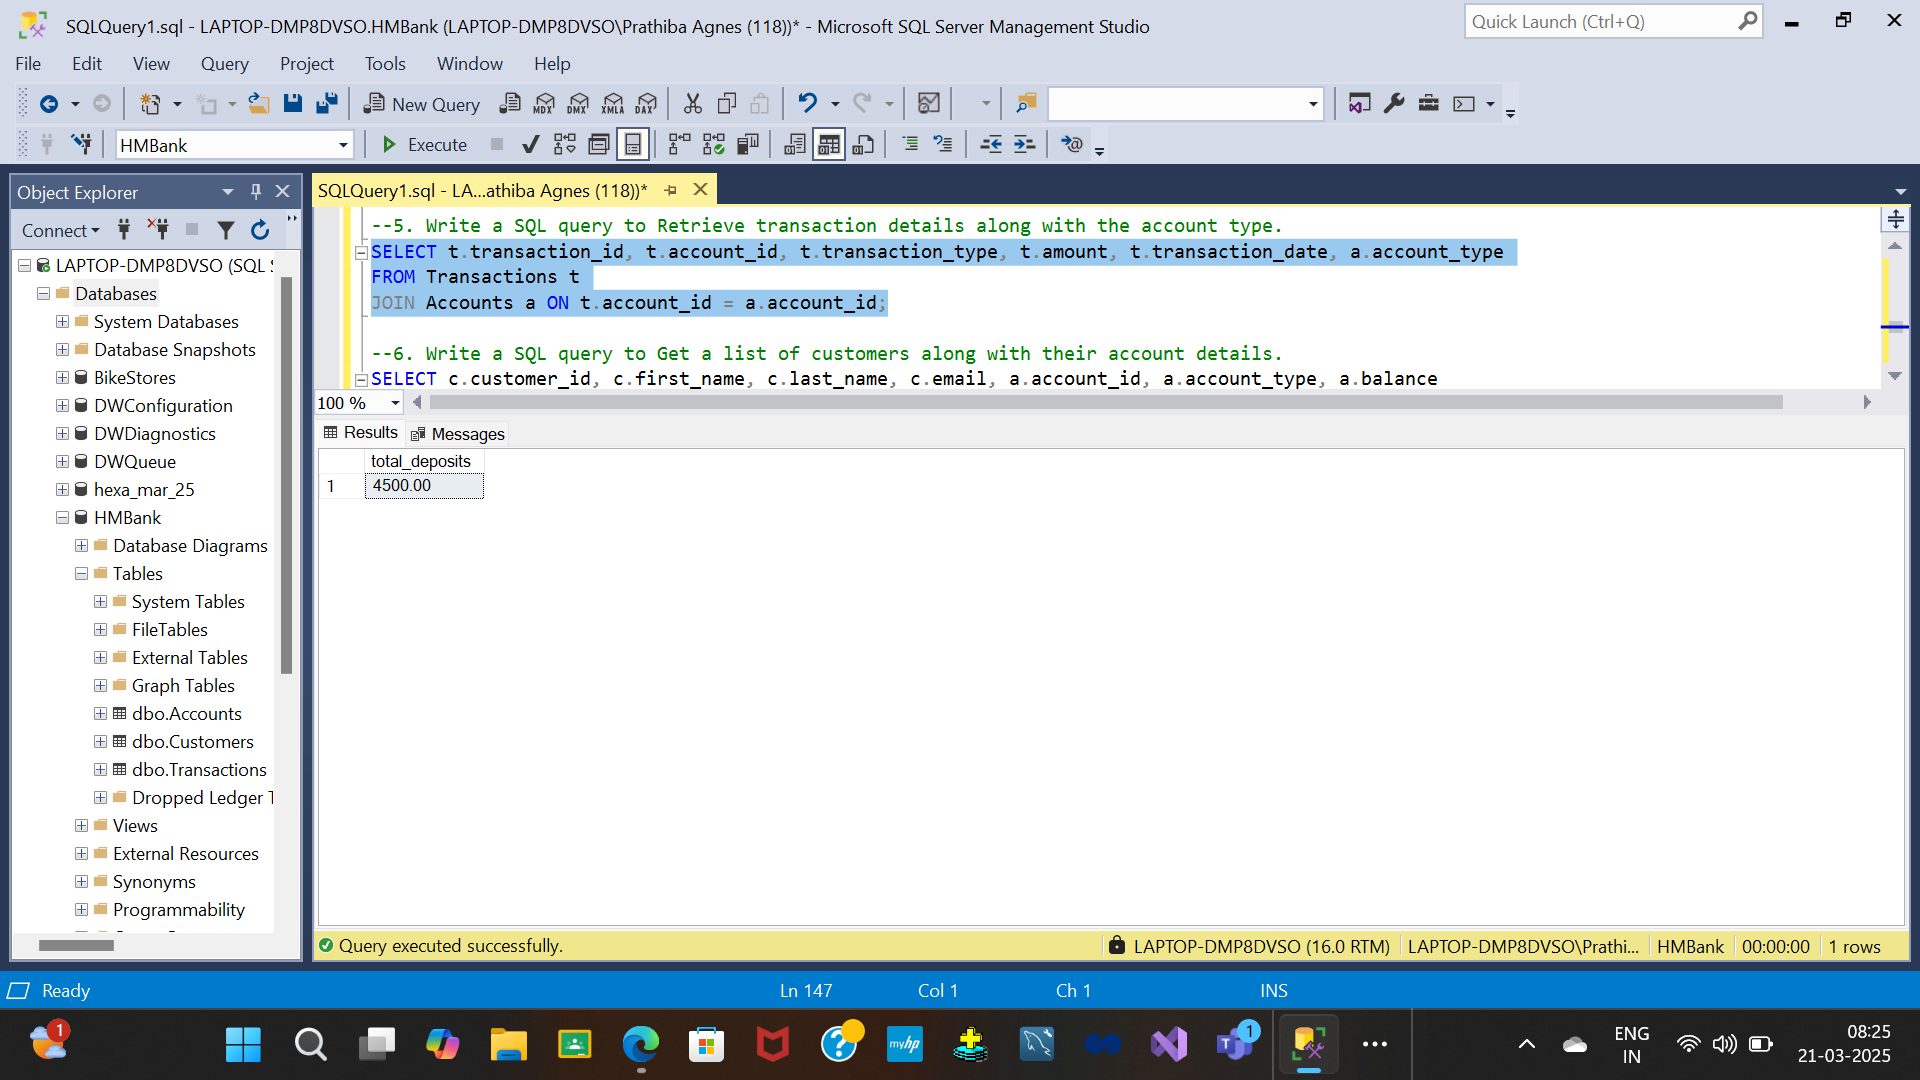 SQLQuery1.sql - LAPTOP-DMP8DVSO.HMBank (LAPTOP-DMP8DVSO\Prathiba Agnes (118))* - Microsoft SQL Server Management Studio
Quick Launch (Ctrl+Q)
File Edit View Query Project Tools Window Help
New Query MDX DMX XMLA DAX
HMBank Execute
Object Explorer
Connect
LAPTOP-DMP8DVSO (SQL S
Databases
System Databases
Database Snapshots
BikeStores
DWConfiguration
DWDiagnostics
DWQueue
hexa_mar_25
HMBank
Database Diagrams
Tables
System Tables
FileTables
External Tables
Graph Tables
dbo.Accounts
dbo.Customers
dbo.Transactions
Dropped Ledger T
Views
External Resources
Synonyms
Programmability
SQLQuery1.sql - LA...athiba Agnes (118))*
--5. Write a SQL query to Retrieve transaction details along with the account type.
SELECT t.transaction_id, t.account_id, t.transaction_type, t.amount, t.transaction_date, a.account_type
FROM Transactions t
JOIN Accounts a ON t.account_id = a.account_id;
--6. Write a SQL query to Get a list of customers along with their account details.
SELECT c.customer_id, c.first_name, c.last_name, c.email, a.account_id, a.account_type, a.balance
100 %
Results Messages
total_deposits
1 4500.00
Query executed successfully.
LAPTOP-DMP8DVSO (16.0 RTM) LAPTOP-DMP8DVSO\Prathi... HMBank 00:00:00 1 rows
Ready Ln 147 Col 1 Ch 1 INS
1
myhp
T
1
ENG
IN
08:25
21-03-2025